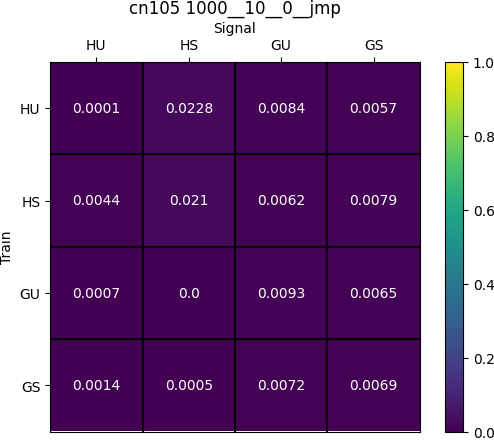 cn105 1000__10__0__jmp
Signal
HU HS GU GS
1.0
HU 0.0001 0.0228 0.0084 0.0057
0.8
HS 0.0044 0.021 0.0062 0.0079
0.6
Train
0.4
GU 0.0007 0.0 0.0093 0.0065
0.2
GS 0.0014 0.0005 0.0072 0.0069
0.0